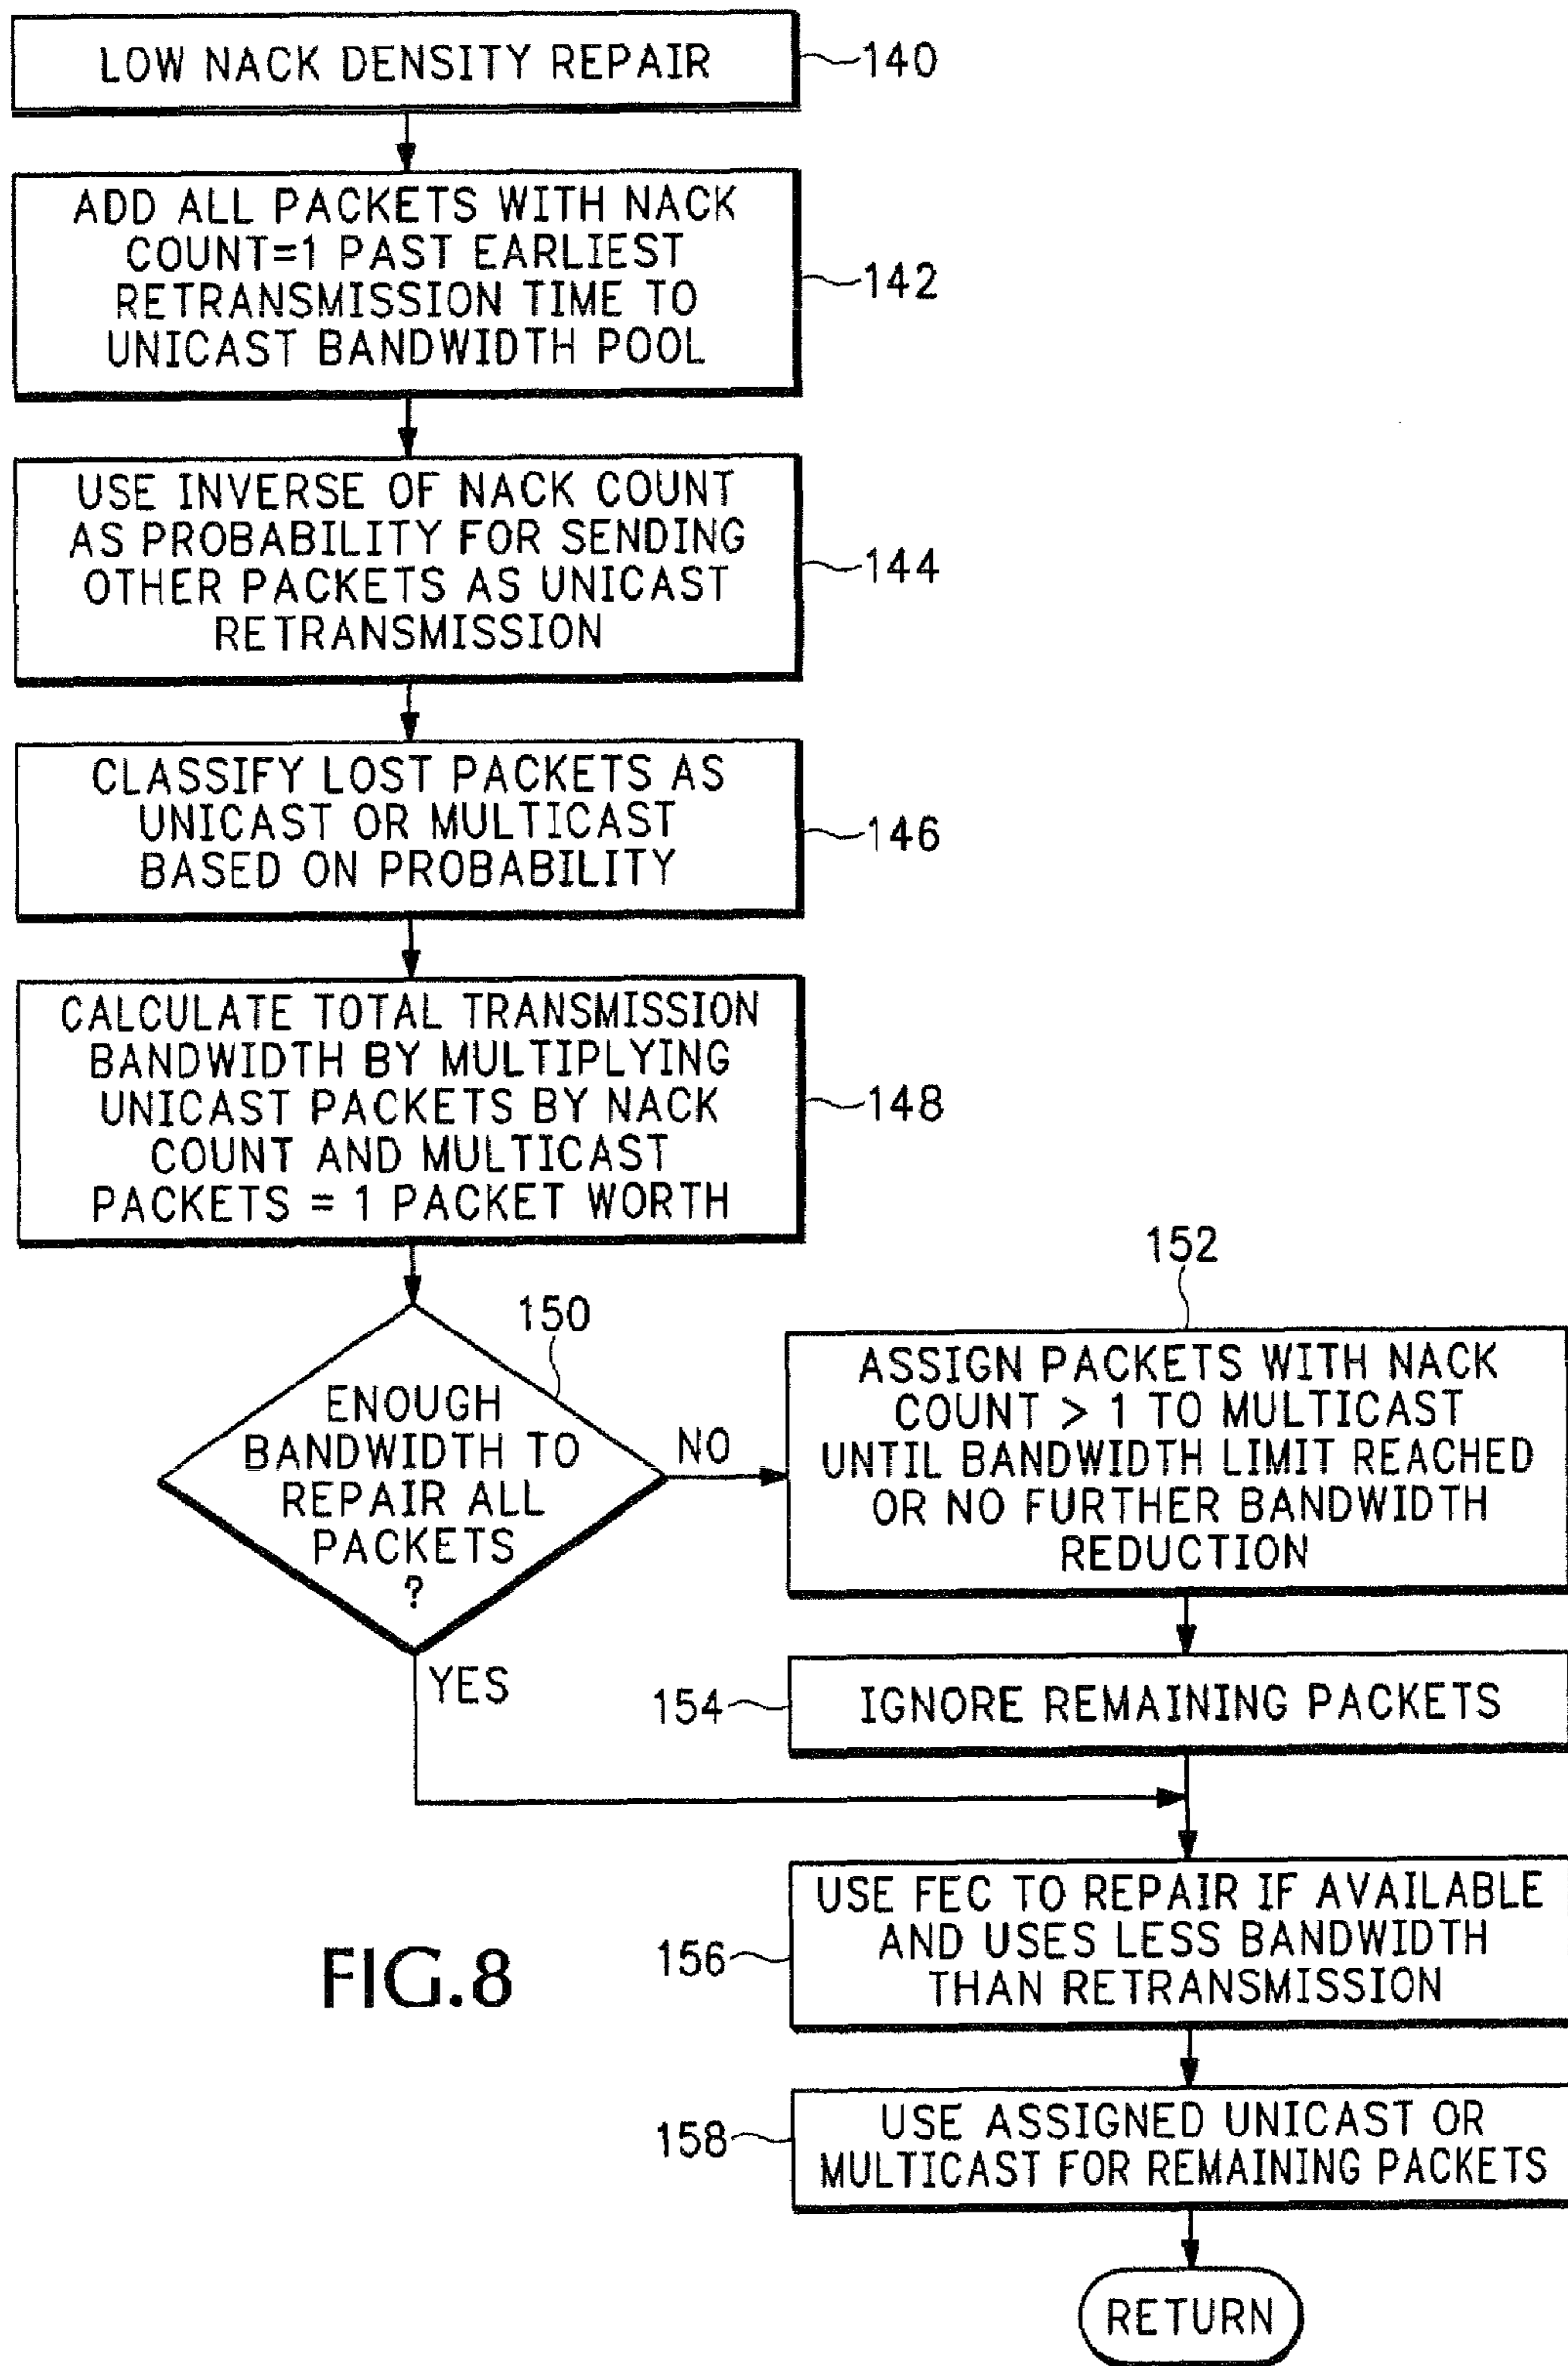 LOW NACK DENSITY REPAIR
140
ADD ALL PACKETS WITH NACK
COUNT=1 PAST EARLIEST
RETRANSMISSION TIME TO
UNICAST BANDWIDTH POOL
142
USE INVERSE OF NACK COUNT
AS PROBABILITY FOR SENDING
OTHER PACKETS AS UNICAST
RETRANSMISSION
144
CLASSIFY LOST PACKETS AS
UNICAST OR MULTICAST
BASED ON PROBABILITY
146
CALCULATE TOTAL TRANSMISSION
BANDWIDTH BY MULTIPLYING
UNICAST PACKETS BY NACK
COUNT AND MULTICAST
PACKETS = 1 PACKET WORTH
148
150
ENOUGH
BANDWIDTH TO
REPAIR ALL
PACKETS
?
NO
YES
152
ASSIGN PACKETS WITH NACK
COUNT > 1 TO MULTICAST
UNTIL BANDWIDTH LIMIT REACHED
OR NO FURTHER BANDWIDTH
REDUCTION
154
IGNORE REMAINING PACKETS
156
USE FEC TO REPAIR IF AVAILABLE
AND USES LESS BANDWIDTH
THAN RETRANSMISSION
FIG.8
158
USE ASSIGNED UNICAST OR
MULTICAST FOR REMAINING PACKETS
RETURN